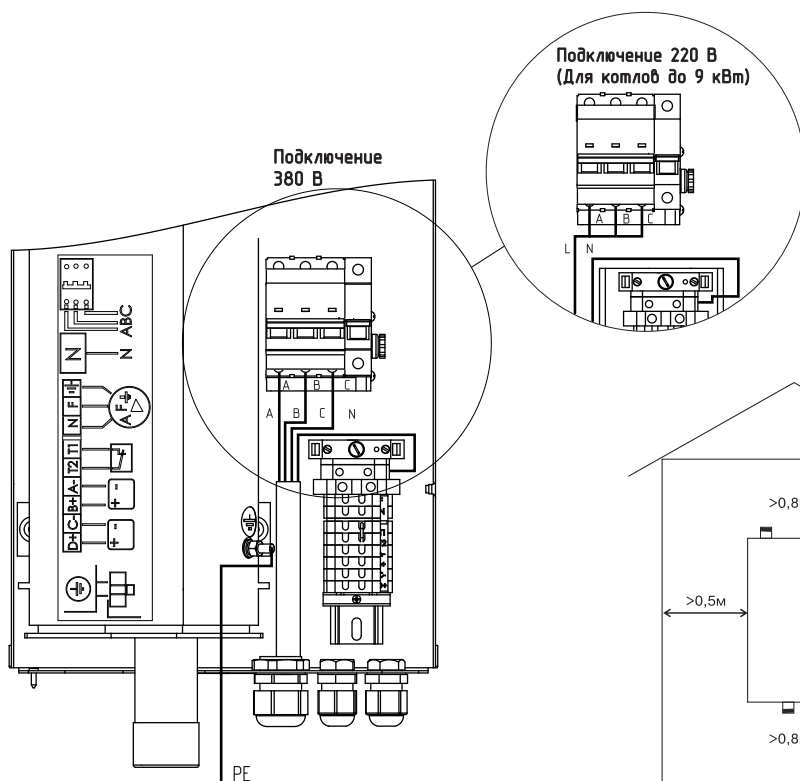 Подключение 220 В
(Для котлов до 9 кВт)
A B C
L N
Подключение
380 В
A B C
A B C N
ABC
N N
N F
A F
T2 T1
B+ A-
- +
D+ C-
- +
PE
>0,8
>0,5м
>0,8